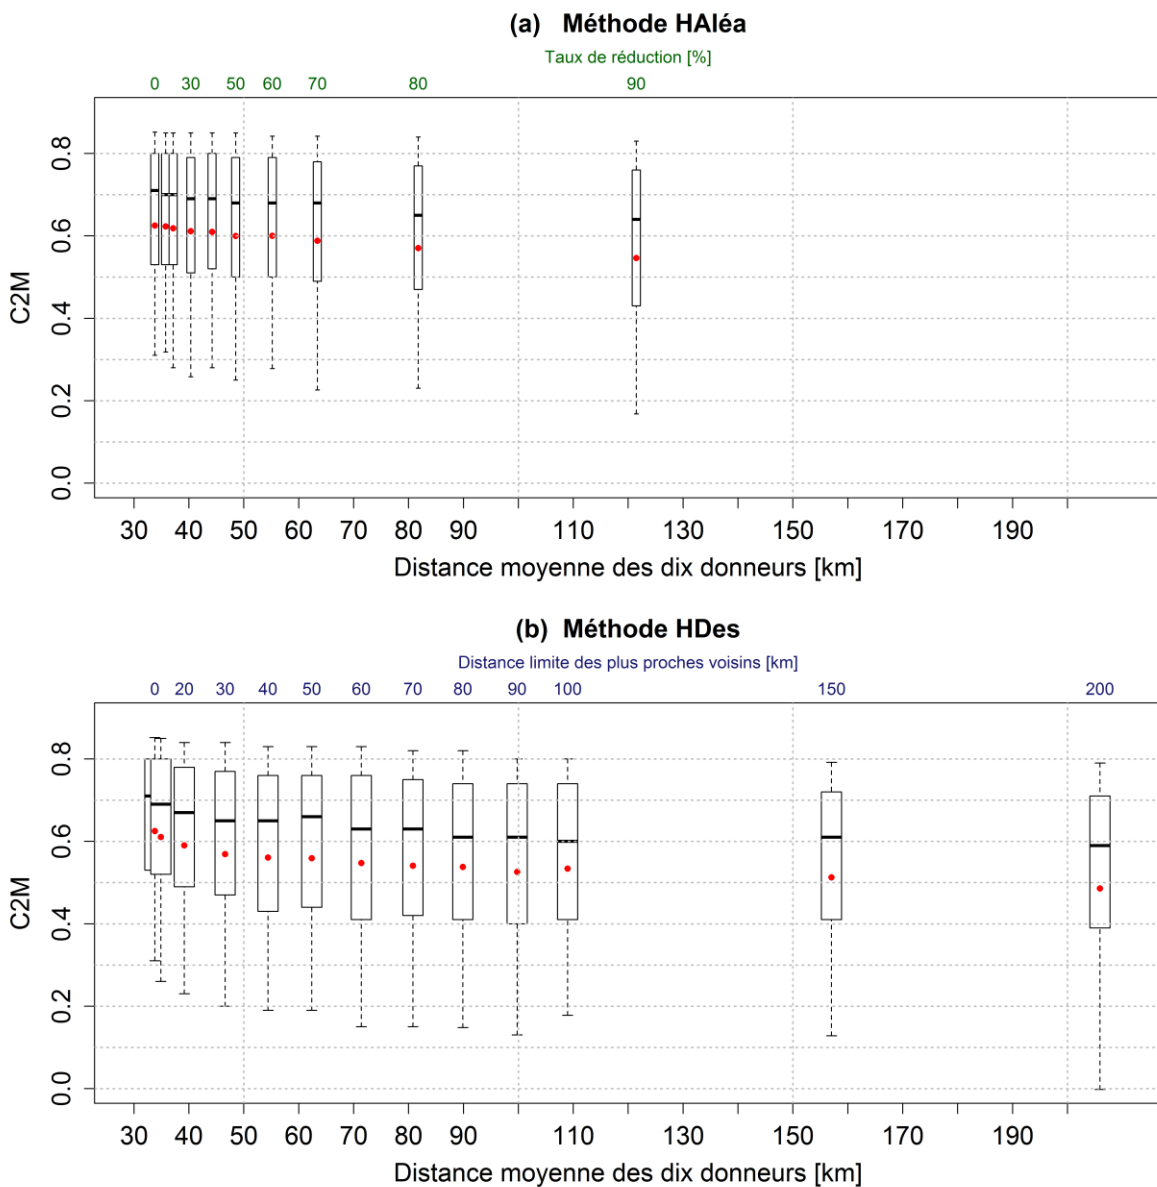 (a) Méthode HAléa
Taux de réduction [%]
0 30 50 60 70 80 90
C2M
0.8
0.6
0.4
0.2
0.0
30 40 50 60 70 80 90 110 130 150 170 190
Distance moyenne des dix donneurs [km]
(b) Méthode HDes
Distance limite des plus proches voisins [km]
0 20 30 40 50 60 70 80 90 100 150 200
C2M
0.8
0.6
0.4
0.2
0.0
30 40 50 60 70 80 90 110 130 150 170 190
Distance moyenne des dix donneurs [km]